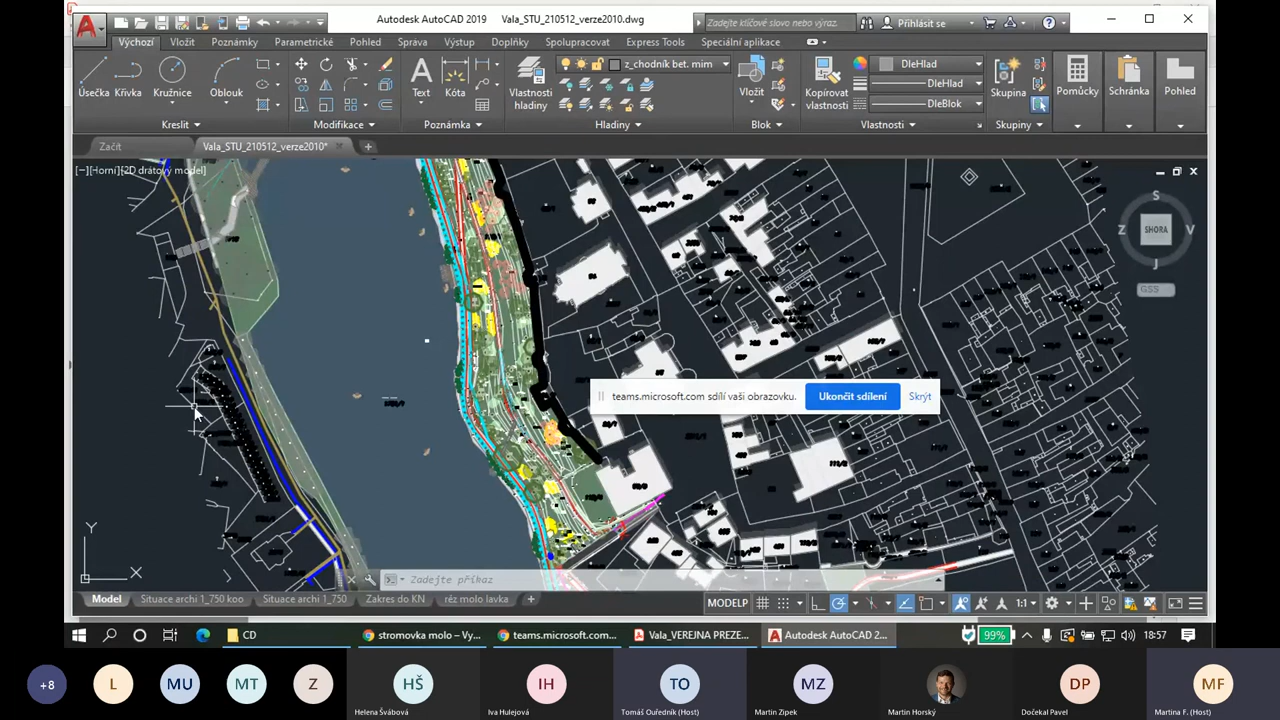 Autodesk AutoCAD 2019
Vala_STU_210512_verze2010.dwg
Zadejte klíčové slovo nebo výraz.
Přihlásit se
Výchozí
Vložit
Poznámky
Parametrické
Pohled
Správa
Výstup
Doplňky
Spolupracovat
Express Tools
Speciální aplikace
Úsečka
Křivka
Kružnice
Oblouk
Text
Kóta
Vlastnosti
hladiny
z_chodník bet. mim
Vložit
Kopírovat
vlastnosti
DleHlad
DleHlad
DleBlok
Skupina
Pomůcky
Schránka
Pohled
Kreslit
Modifikace
Poznámka
Hladiny
Blok
Vlastnosti
Skupiny
Začít
Vala_STU_210512_verze2010*
[−][Horní][2D drátový model]
S
Z
SHORA
V
J
GSS
teams.microsoft.com sdílí vaši obrazovku.
Ukončit sdílení
Skrýt
Y
X
Zadejte příkaz
Model
Situace archi 1_750 koo
Situace archi 1_750
Zakres do KN
réz molo lavka
MODELP
1:1
CD
stromovka molo – Vy...
teams.microsoft.com...
Vala_VEREJNA PREZE...
Autodesk AutoCAD 2...
99%
18:57
+8
L
MU
MT
Z
HŠ
Helena Švábová
IH
Iva Hulejová
TO
Tomáš Ouředník (Host)
MZ
Martin Zipek
Martin Horský
DP
Dočekal Pavel
MF
Martina F. (Host)